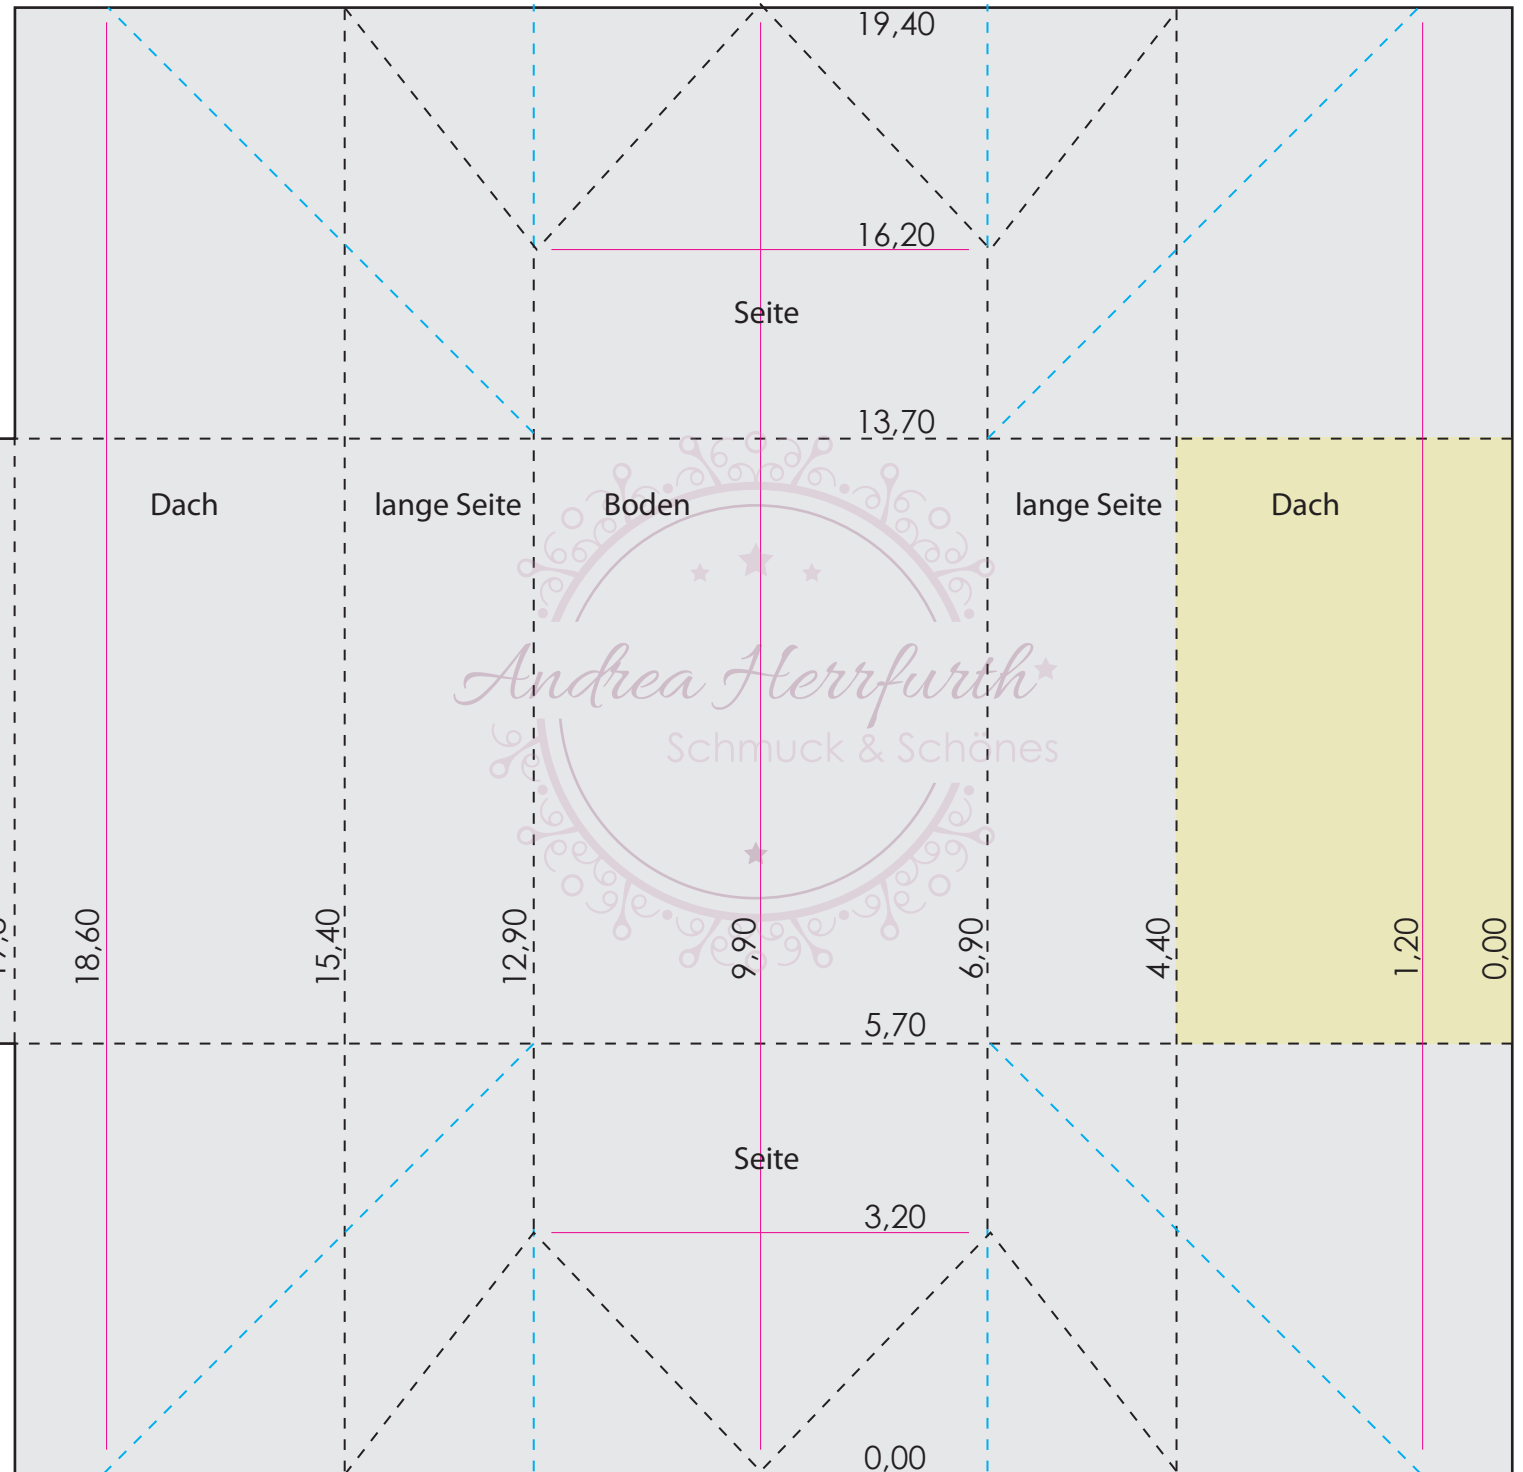 19,40
16,20
Seite
13,70
Dach
lange Seite
Boden
lange Seite
Dach
Andrea Herrfurth
Schmuck & Schönes
18,60
15,40
12,90
9,90
6,90
4,40
1,20
0,00
5,70
Seite
3,20
0,00